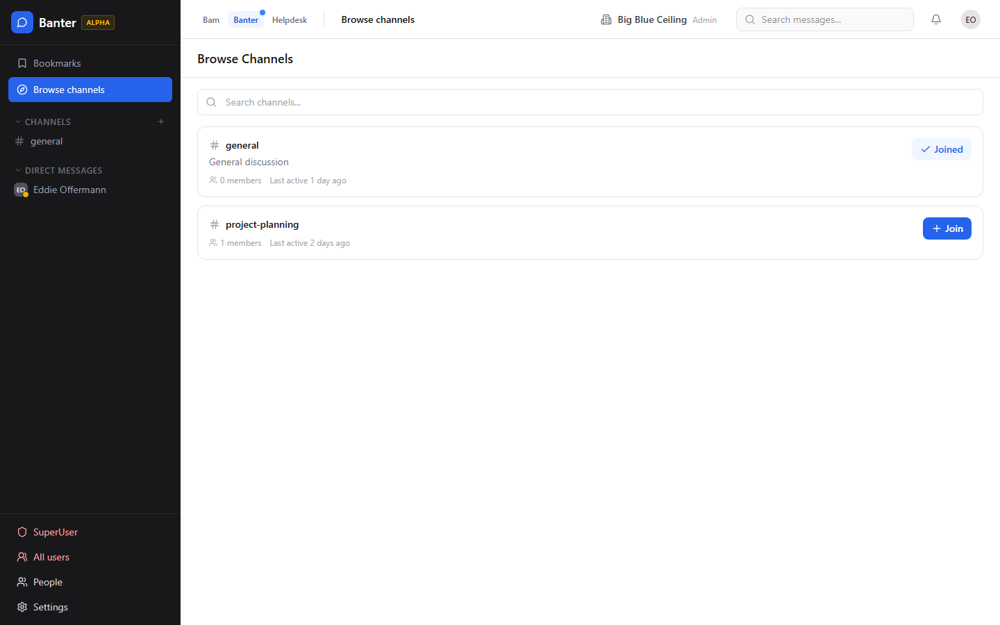 Banter ALPHA
Bookmarks
Browse channels
CHANNELS
general
DIRECT MESSAGES
EO Eddie Offermann
SuperUser
All users
People
Settings
Bam Banter Helpdesk Browse channels Big Blue Ceiling Admin Search messages... EO
Browse Channels
Search channels...
general
Joined
General discussion
0 members Last active 1 day ago
project-planning
Join
1 members Last active 2 days ago